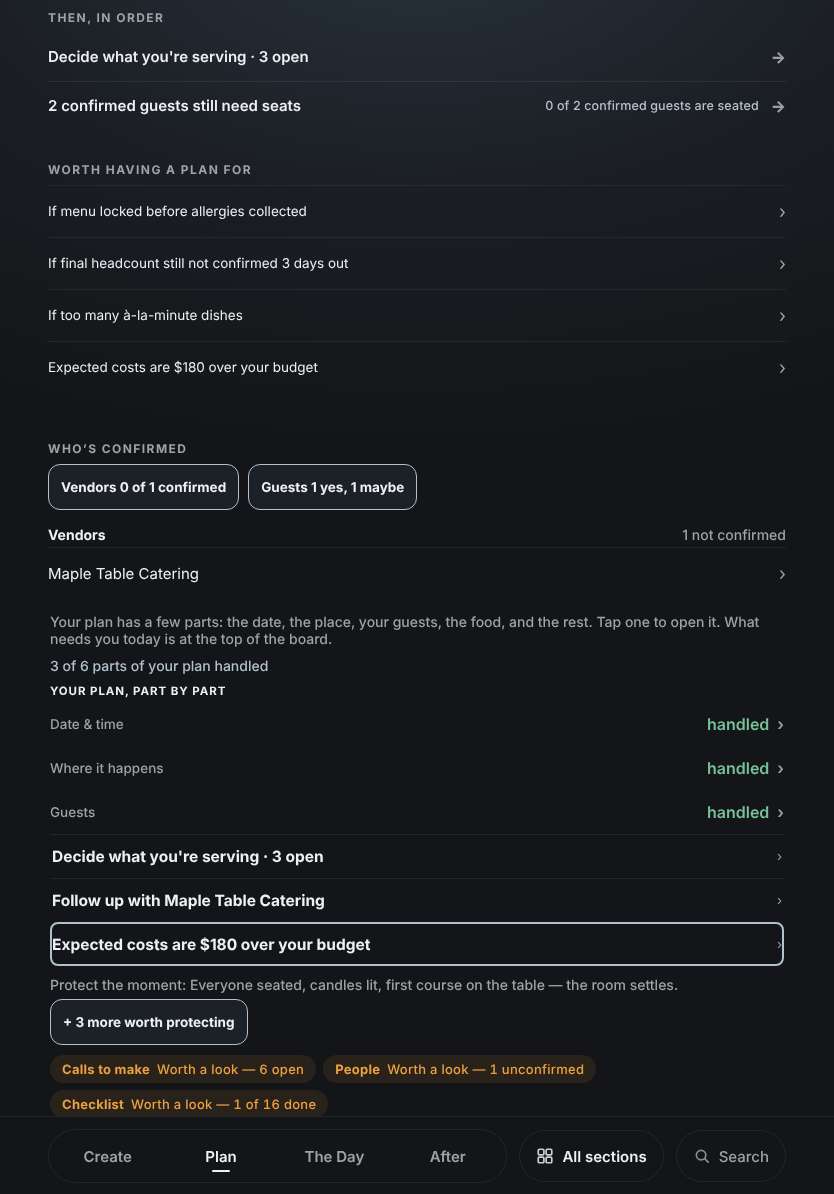 THEN, IN ORDER
Decide what you're serving · 3 open
2 confirmed guests still need seats 0 of 2 confirmed guests are seated
WORTH HAVING A PLAN FOR
If menu locked before allergies collected
If final headcount still not confirmed 3 days out
If too many à-la-minute dishes
Expected costs are $180 over your budget
WHO'S CONFIRMED
Vendors 0 of 1 confirmed Guests 1 yes, 1 maybe
Vendors 1 not confirmed
Maple Table Catering
Your plan has a few parts: the date, the place, your guests, the food, and the rest. Tap one to open it. What
needs you today is at the top of the board.
3 of 6 parts of your plan handled
YOUR PLAN, PART BY PART
Date & time handled
Where it happens handled
Guests handled
Decide what you're serving · 3 open
Follow up with Maple Table Catering
Expected costs are $180 over your budget
Protect the moment: Everyone seated, candles lit, first course on the table — the room settles.
+ 3 more worth protecting
Calls to make Worth a look — 6 open People Worth a look — 1 unconfirmed
Checklist Worth a look — 1 of 16 done
Create Plan The Day After All sections Search